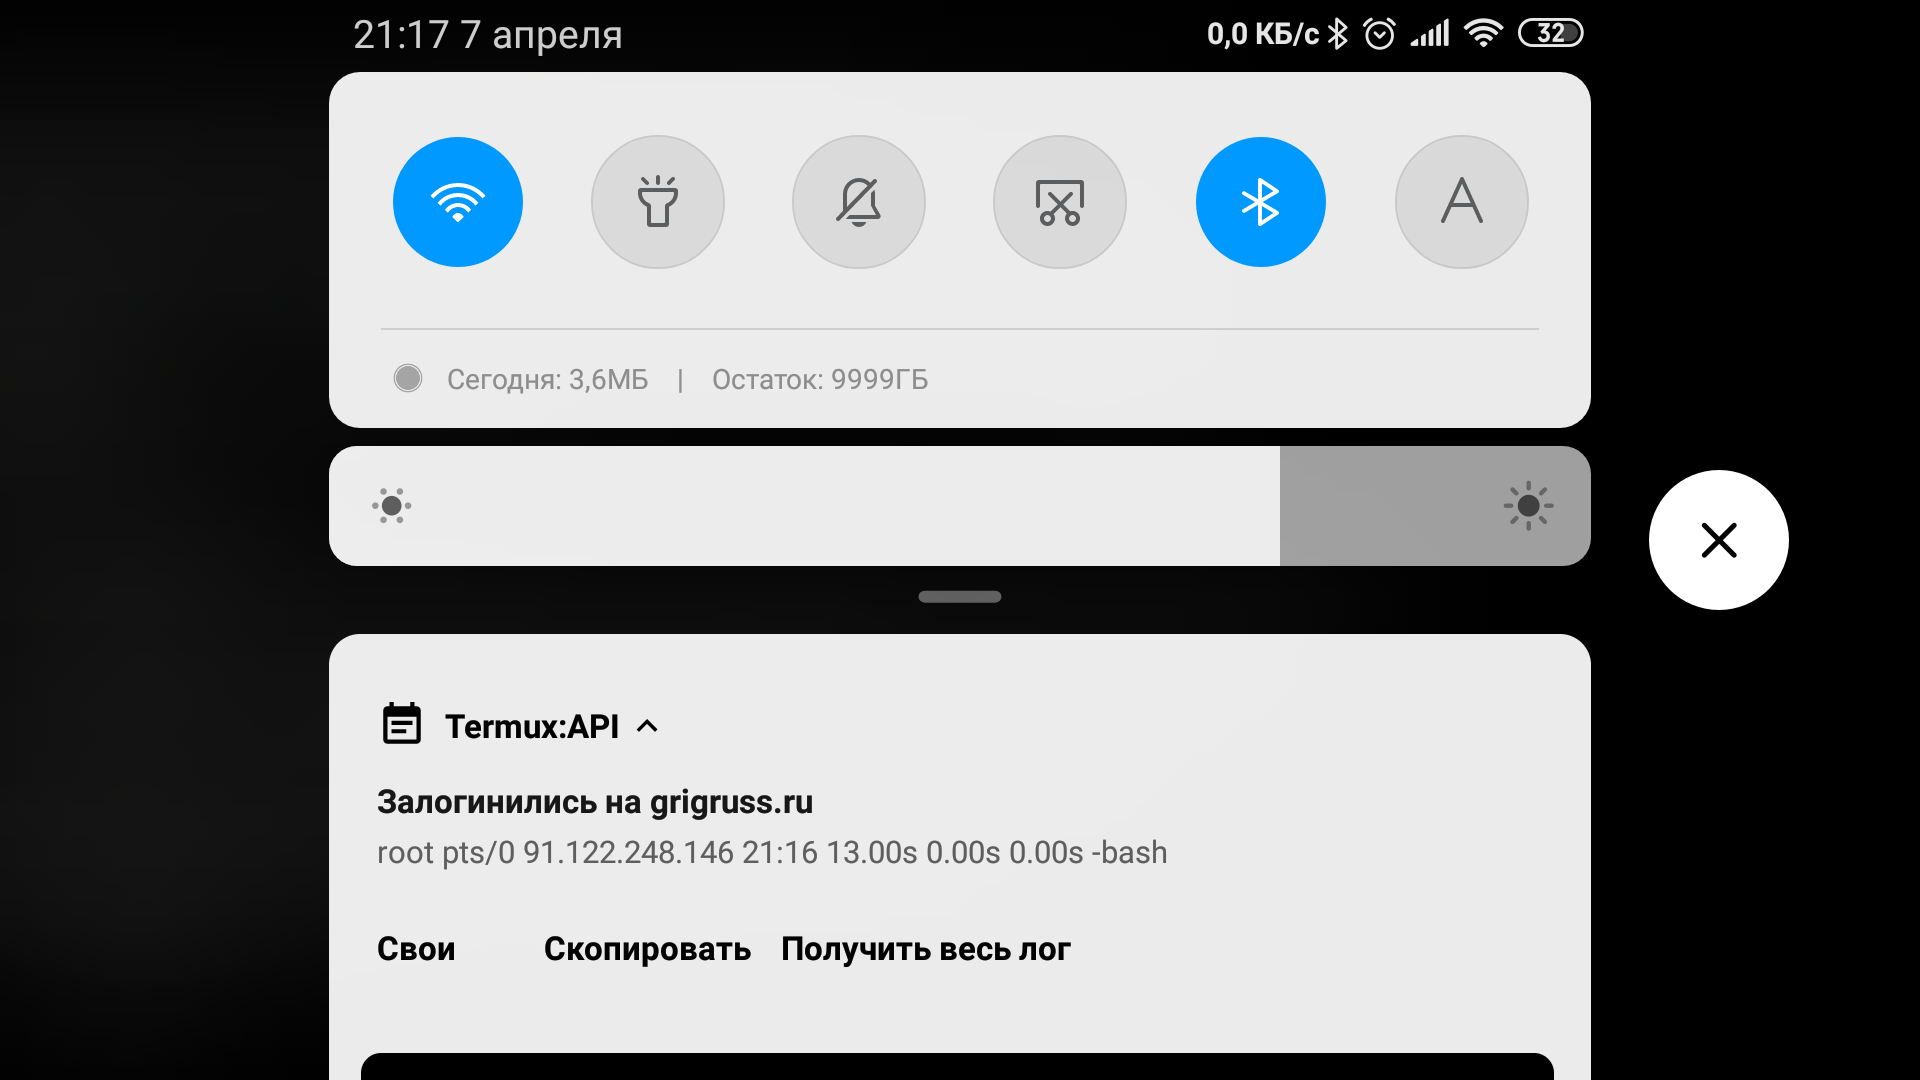 21:17 7 апреля
0,0 КБ/с
32
A
Сегодня: 3,6МБ | Остаток: 9999ГБ
Termux:API
Залогинились на grigruss.ru
root pts/0 91.122.248.146 21:16 13.00s 0.00s 0.00s -bash
Свои Скопировать Получить весь лог